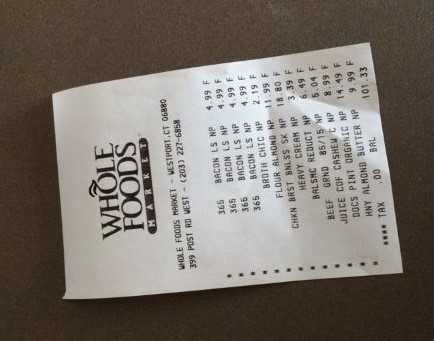 WHOLE
FOODS
MARKET
WHOLE FOODS MARKET - WESTPORT, CT 06880
399 POST RD WEST - (203) 227-6858
365 BACON LS NP 4.99 F
365 BACON LS NP 4.99 F
365 BACON LS NP 4.99 F
365 BACON LS NP 4.99 F
365 BROTH CHIC NP 2.19 F
FLOUR ALMOND NP 11.99 F
CHKN BRST BNLSS SK NP 18.80 F
HEAVY CREAM NP 3.39 F
BALSMC REDUCT NP 6.49 F
BEEF GRND 85/15 NP 5.04 F
JUICE COF CASHEW C NP 8.99 F
DOCS PINT ORGANIC NP 14.49 F
HNY ALMOND BUTTER NP 9.99 F
**** TAX .00 BAL 101.33